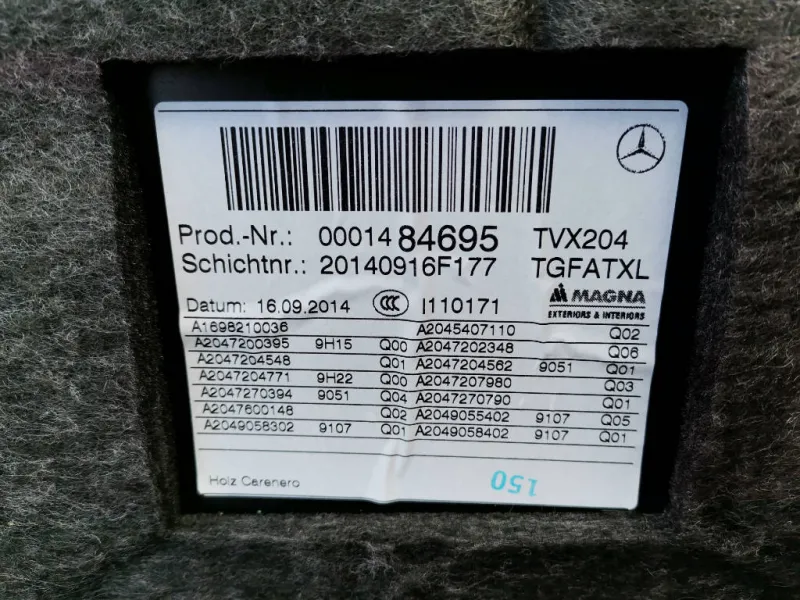 Prod.-Nr.: 0001484695 TVX204
Schichtnr.: 20140916F177 TGFATXL
Datum: 16.09.2014 CCC I110171 MAGNA
EXTERIORS & INTERIORS
A1698210036 A2045407110 Q02
A2047200395 9H15 Q00 A2047202348 Q06
A2047204548 Q01 A2047204562 9051 Q01
A2047204771 9H22 Q00 A2047207980 Q03
A2047270394 9051 Q04 A2047270790 Q01
A2047600148 Q02 A2049055402 9107 Q05
A2049058302 9107 Q01 A2049058402 9107 Q01
Holz Carenero 150